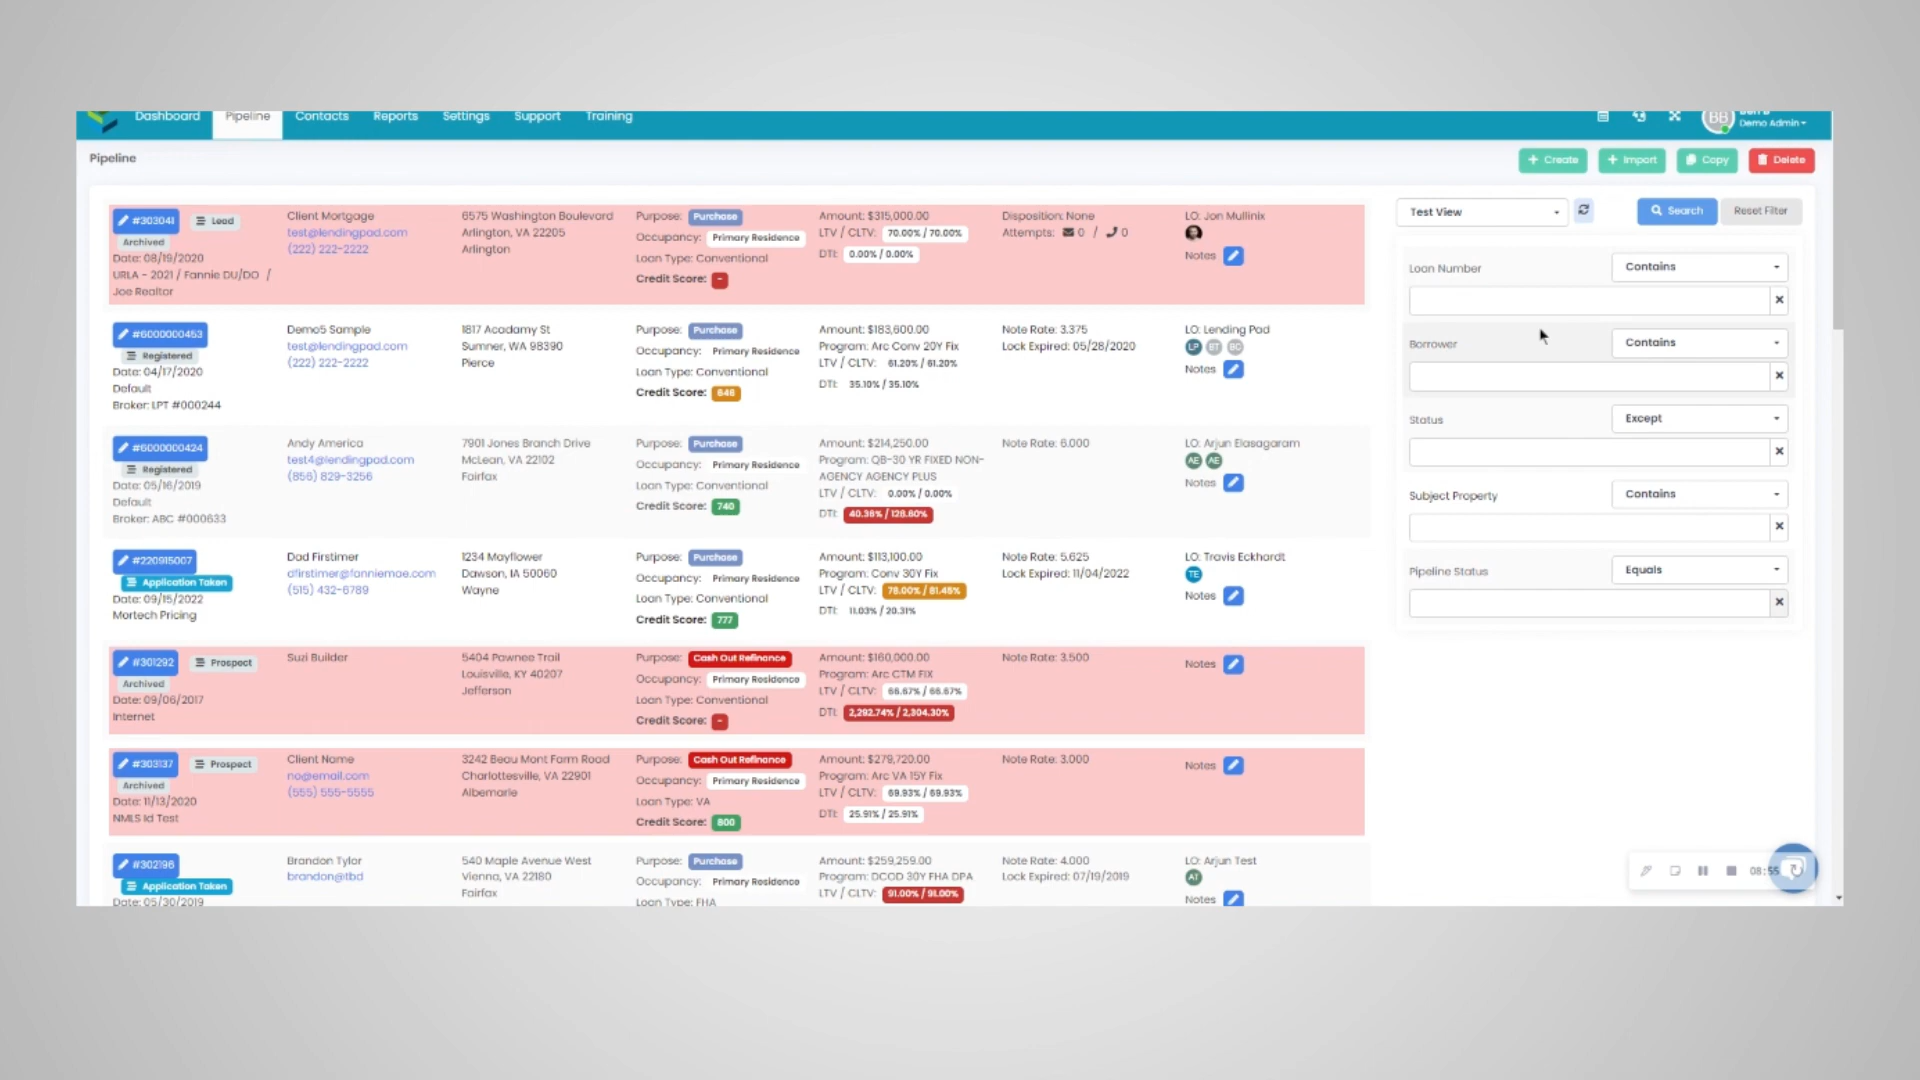 Dashboard Pipeline Contacts Reports Settings Support Training
BB
Demo Admin
Pipeline
Create Import Copy Delete
#303041 Lead
Archived
Date: 08/19/2020
URLA - 2021 / Fannie DU/DO /
Joe Realtor
Client Mortgage
test@lendingpad.com
(222) 222-2222
6575 Washington Boulevard
Arlington, VA 22205
Arlington
Purpose: Purchase
Occupancy: Primary Residence
Loan Type: Conventional
Credit Score: -
Amount: $315,000.00
LTV / CLTV: 70.00% / 70.00%
DTI: 0.00% / 0.00%
Disposition: None
Attempts: 0 / 0
LO: Jon Mullinix
Notes
#6000000453
Registered
Date: 04/17/2020
Default
Broker: LPT #000244
Demo5 Sample
test@lendingpad.com
(222) 222-2222
1817 Acadamy St
Sumner, WA 98390
Pierce
Purpose: Purchase
Occupancy: Primary Residence
Loan Type: Conventional
Credit Score: 646
Amount: $183,600.00
Program: Arc Conv 20Y Fix
LTV / CLTV: 61.20% / 61.20%
DTI: 35.10% / 35.10%
Note Rate: 3.375
Lock Expired: 05/28/2020
LO: Lending Pad
LP BT BC
Notes
#6000000424
Registered
Date: 05/16/2019
Default
Broker: ABC #000633
Andy America
test4@lendingpad.com
(856) 829-3256
7901 Jones Branch Drive
McLean, VA 22102
Fairfax
Purpose: Purchase
Occupancy: Primary Residence
Loan Type: Conventional
Credit Score: 740
Amount: $214,250.00
Program: QB-30 YR FIXED NON-
AGENCY AGENCY PLUS
LTV / CLTV: 0.00% / 0.00%
DTI: 40.36% / 126.60%
Note Rate: 6.000
LO: Arjun Elasagaram
AE AE
Notes
#220915007
Application Taken
Date: 09/15/2022
Mortech Pricing
Dad Firstimer
dfirstimer@fanniemae.com
(515) 432-6789
1234 Mayflower
Dawson, IA 50060
Wayne
Purpose: Purchase
Occupancy: Primary Residence
Loan Type: Conventional
Credit Score: 777
Amount: $113,100.00
Program: Conv 30Y Fix
LTV / CLTV: 78.00% / 81.45%
DTI: 11.03% / 20.31%
Note Rate: 5.625
Lock Expired: 11/04/2022
LO: Travis Eckhardt
TE
Notes
#301292 Prospect
Archived
Date: 09/06/2017
Internet
Suzi Builder
5404 Pawnee Trail
Louisville, KY 40207
Jefferson
Purpose: Cash Out Refinance
Occupancy: Primary Residence
Loan Type: Conventional
Credit Score: -
Amount: $160,000.00
Program: Arc CTM FIX
LTV / CLTV: 66.67% / 66.67%
DTI: 2,292.74% / 2,304.30%
Note Rate: 3.500
Notes
#303137 Prospect
Archived
Date: 11/13/2020
NMLS Id Test
Client Name
no@email.com
(555) 555-5555
3242 Beau Mont Farm Road
Charlottesville, VA 22901
Albemarle
Purpose: Cash Out Refinance
Occupancy: Primary Residence
Loan Type: VA
Credit Score: 800
Amount: $279,720.00
Program: Arc VA 15Y Fix
LTV / CLTV: 69.93% / 69.93%
DTI: 25.91% / 25.91%
Note Rate: 3.000
Notes
#302196
Application Taken
Date: 05/30/2019
Brandon Tylor
brandon@tbd
540 Maple Avenue West
Vienna, VA 22180
Fairfax
Purpose: Purchase
Occupancy: Primary Residence
Loan Type: FHA
Amount: $259,259.00
Program: DCOD 30Y FHA DPA
LTV / CLTV: 91.00% / 91.00%
Note Rate: 4.000
Lock Expired: 07/19/2019
LO: Arjun Test
AT
Notes
Test View Search Reset Filter
Loan Number Contains
Borrower Contains
Status Except
Subject Property Contains
Pipeline Status Equals
08:55